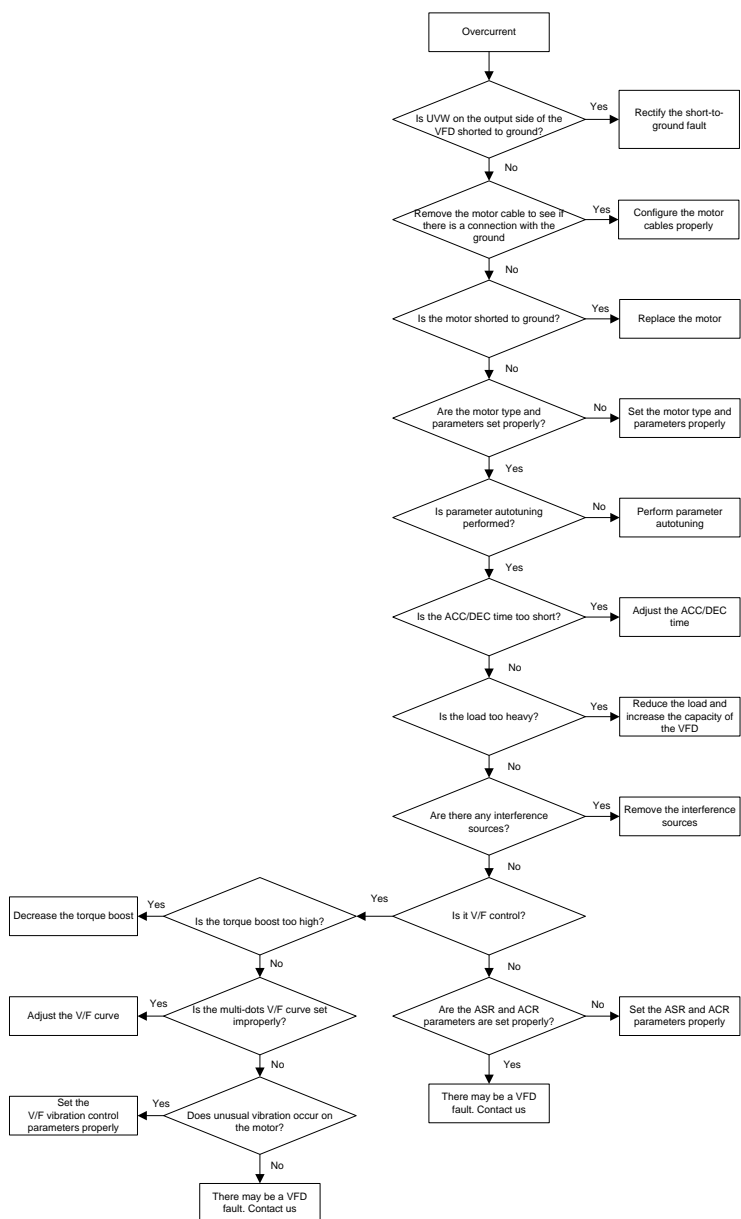 Overcurrent
Is UVW on the output side of the
VFD shorted to ground?
Yes
Rectify the short-to-
ground fault
No
Remove the motor cable to see if
there is a connection with the
ground
Yes
Configure the motor
cables properly
No
Is the motor shorted to ground?
Yes
Replace the motor
No
Are the motor type and
parameters set properly?
No
Set the motor type and
parameters properly
Yes
Is parameter autotuning
performed?
No
Perform parameter
autotuning
Yes
Is the ACC/DEC time too short?
Yes
Adjust the ACC/DEC
time
No
Is the load too heavy?
Yes
Reduce the load and
increase the capacity of
the VFD
No
Are there any interference
sources?
Yes
Remove the interference
sources
No
Is it V/F control?
Yes
Is the torque boost too high?
Yes
Decrease the torque boost
No
Is the multi-dots V/F curve set
improperly?
Yes
Adjust the V/F curve
No
Does unusual vibration occur on
the motor?
Yes
Set the
V/F vibration control
parameters properly
No
There may be a VFD
fault. Contact us
No
Are the ASR and ACR
parameters are set properly?
No
Set the ASR and ACR
parameters properly
Yes
There may be a VFD
fault. Contact us